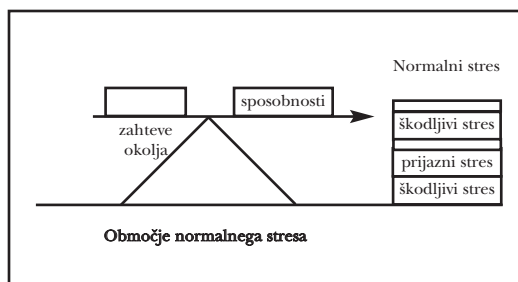 Normalni stres
sposobnosti
zahteve
okolja
škodljivi stres
prijazni stres
škodljivi stres
Območje normalnega stresa